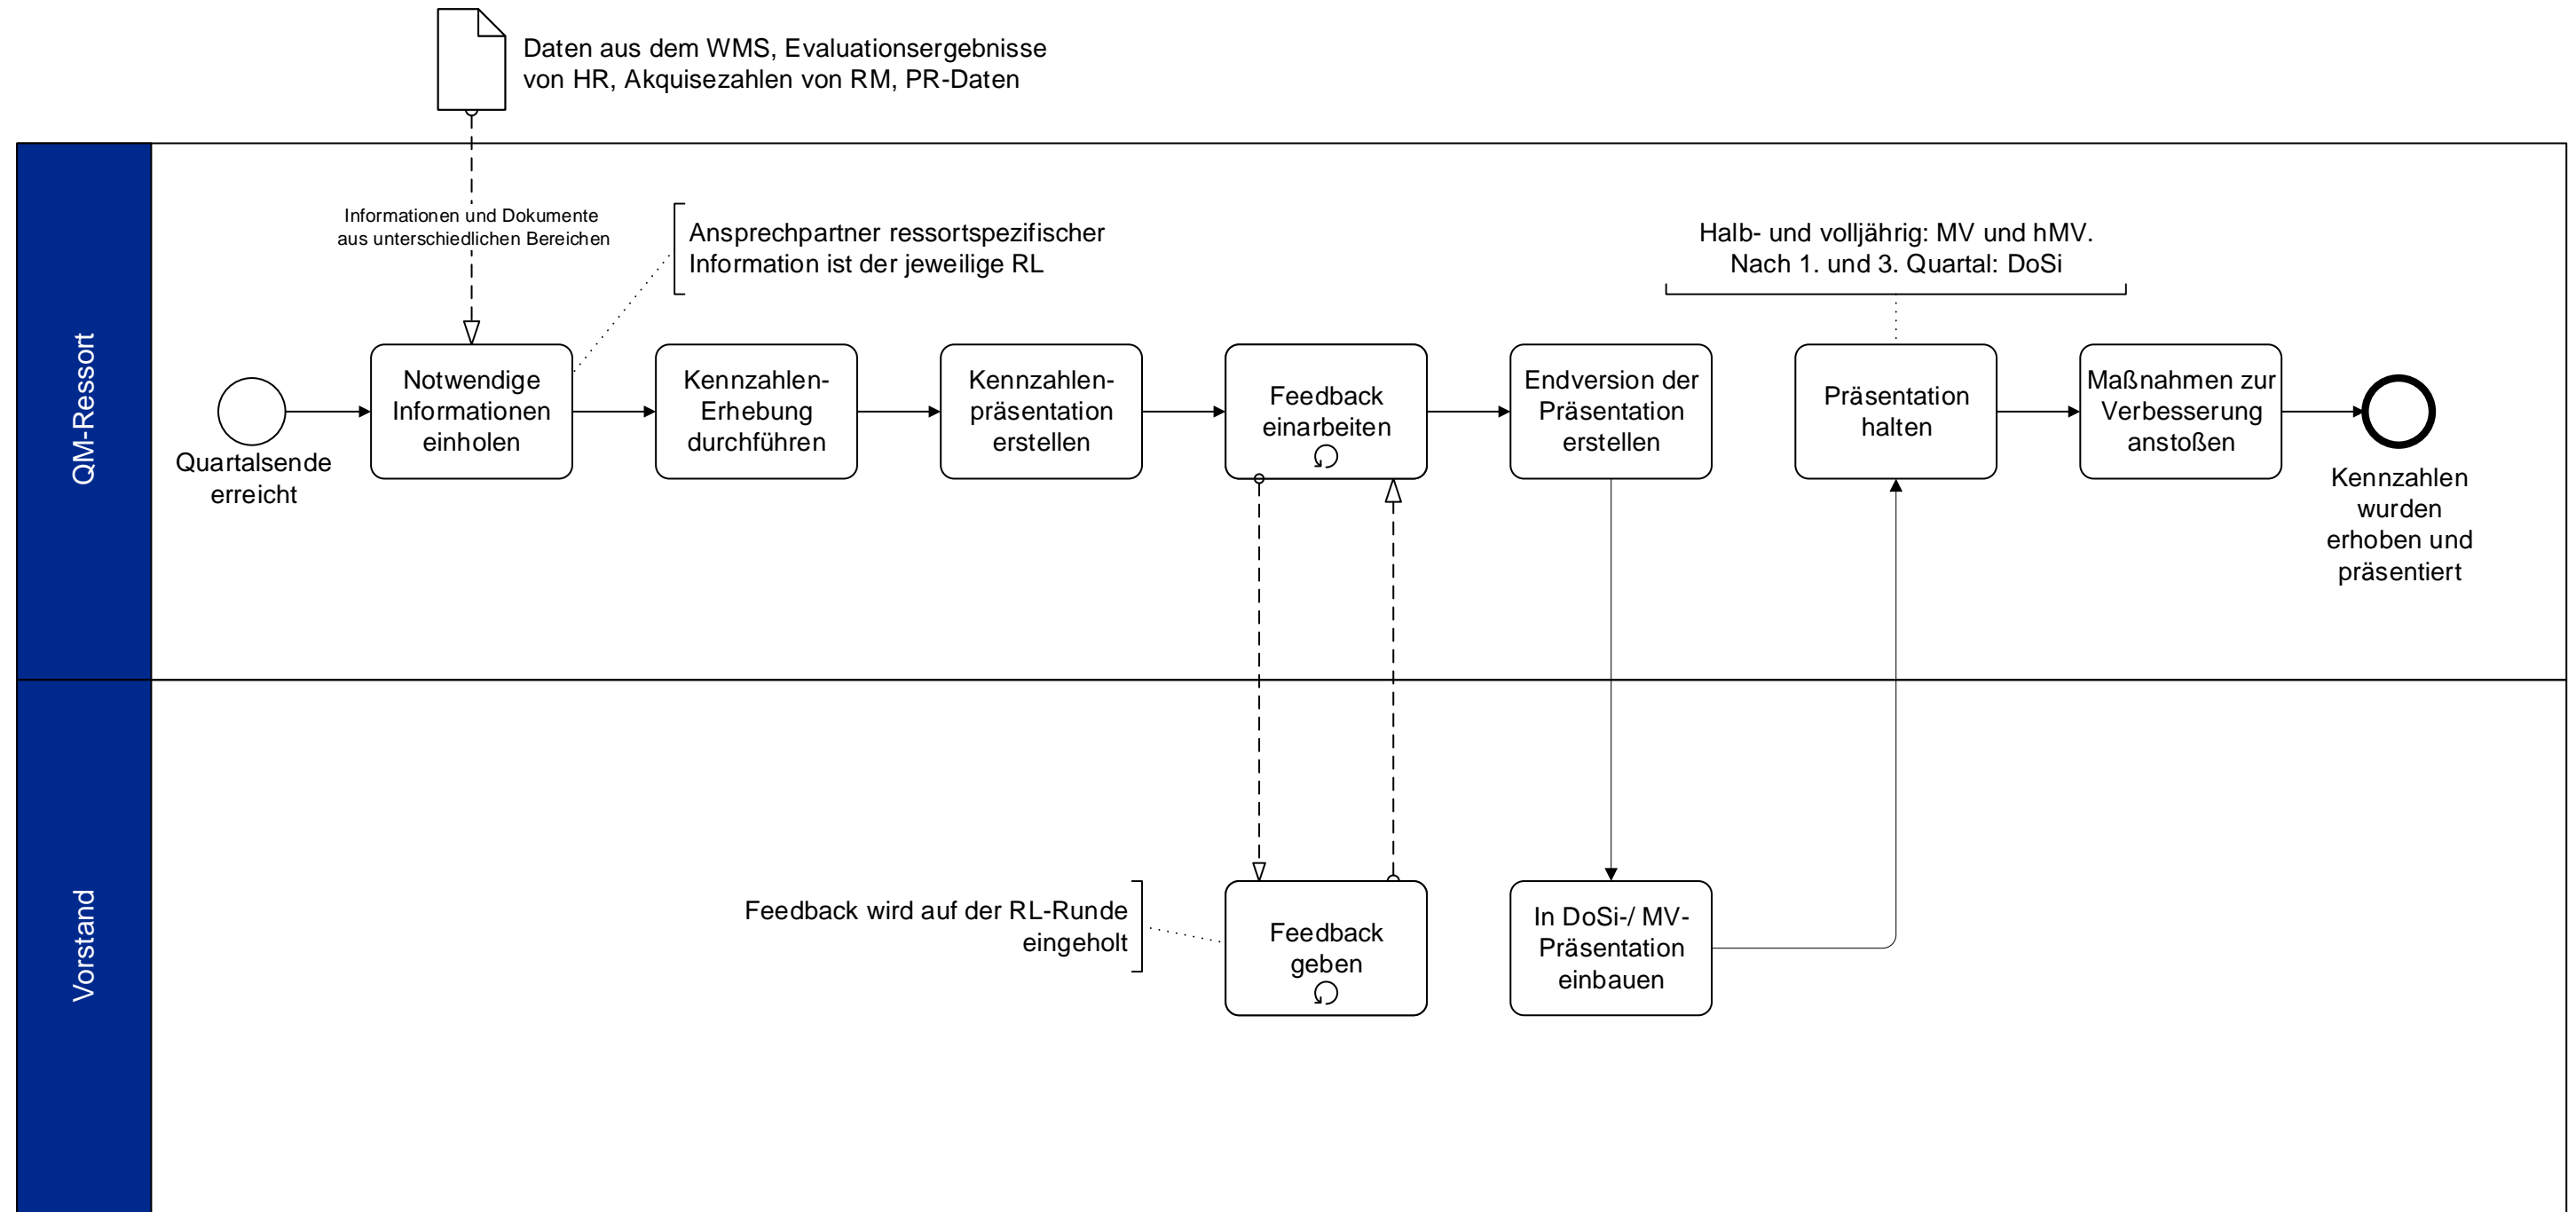 Daten aus dem WMS, Evaluationsergebnisse
von HR, Akquisezahlen von RM, PR-Daten
QM-Ressort
Informationen und Dokumente
aus unterschiedlichen Bereichen
Ansprechpartner ressortspezifischer
Information ist der jeweilige RL
Halb- und volljährig: MV und hMV.
Nach 1. und 3. Quartal: DoSi
Quartalsende
erreicht
Notwendige
Informationen
einholen
Kennzahlen-
Erhebung
durchführen
Kennzahlen-
präsentation
erstellen
Feedback
einarbeiten
Endversion der
Präsentation
erstellen
Präsentation
halten
Maßnahmen zur
Verbesserung
anstoßen
Kennzahlen
wurden
erhoben und
präsentiert
Vorstand
Feedback wird auf der RL-Runde
eingeholt
Feedback
geben
In DoSi-/ MV-
Präsentation
einbauen